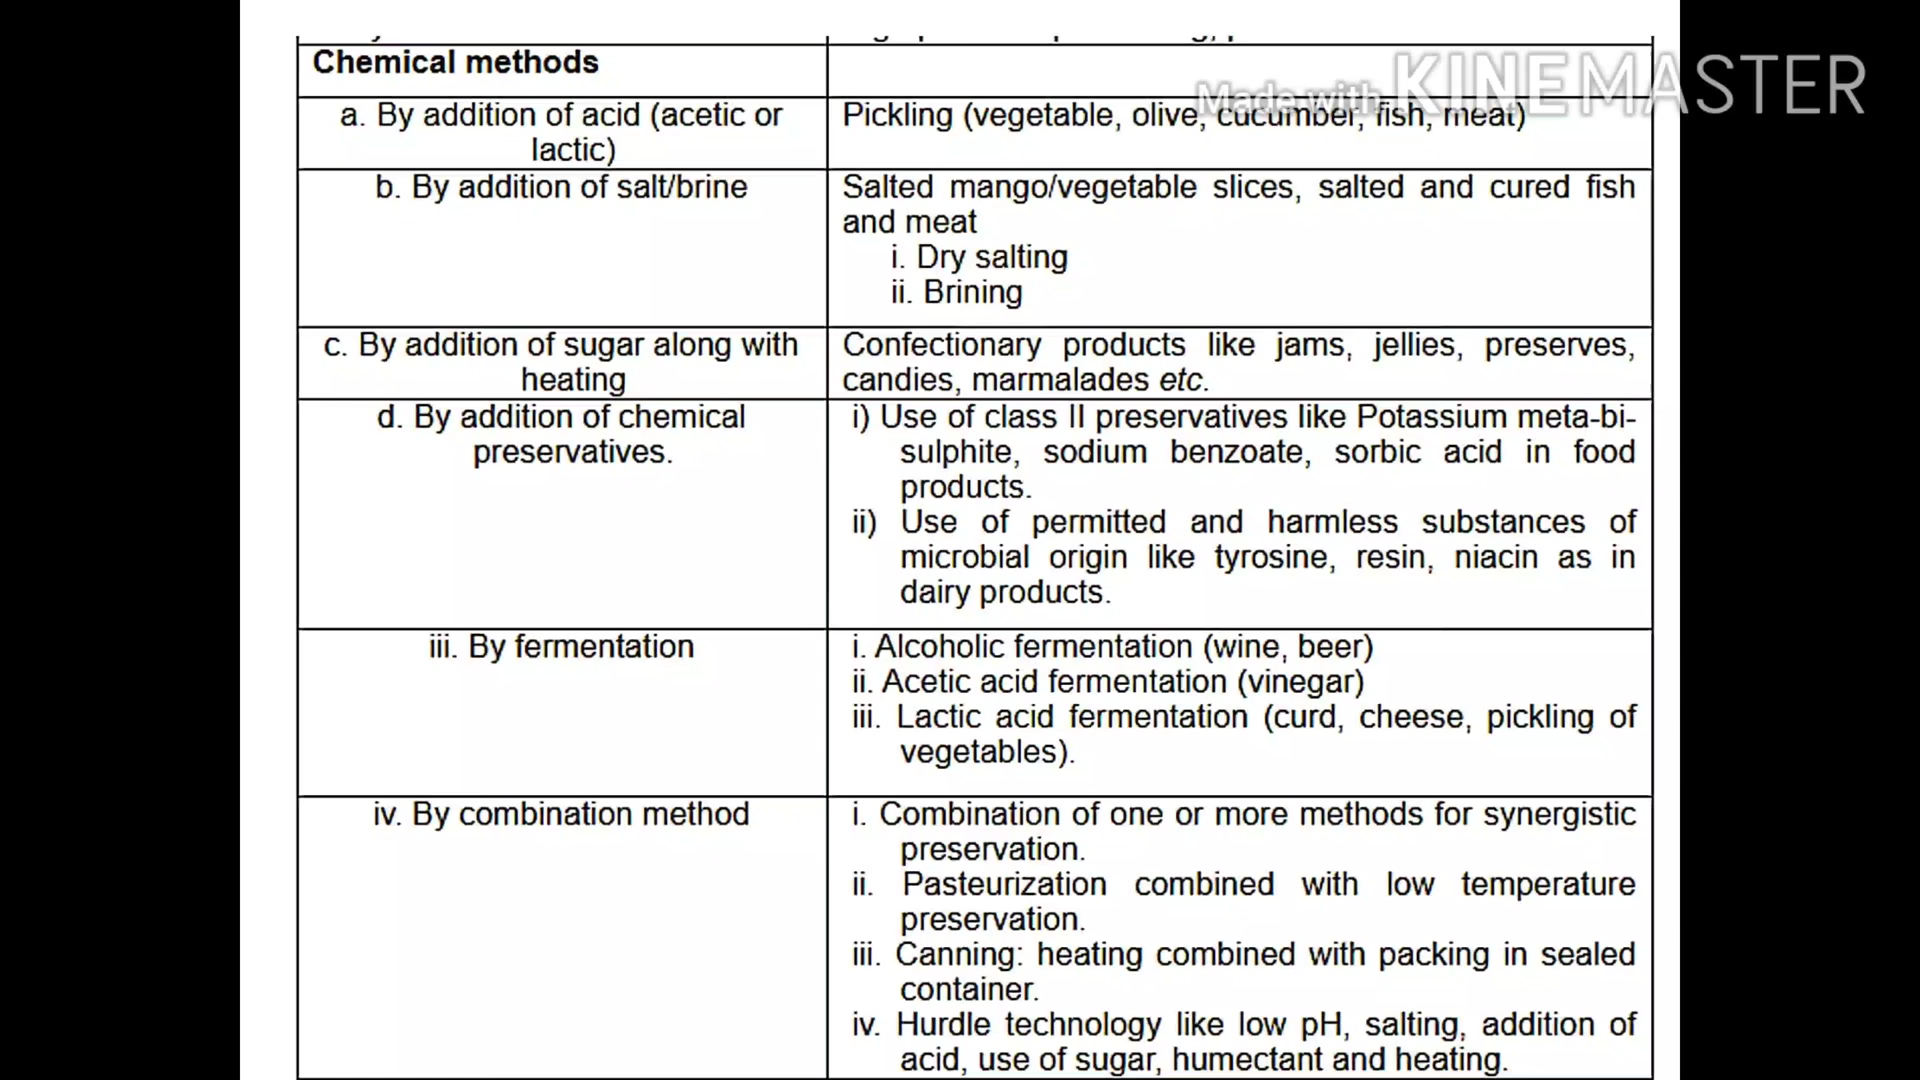 Chemical methods
Made with KINEMASTER
a. By addition of acid (acetic or
lactic)
Pickling (vegetable, olive, cucumber, fish, meat)
b. By addition of salt/brine
Salted mango/vegetable slices, salted and cured fish
and meat
i. Dry salting
ii. Brining
c. By addition of sugar along with
heating
Confectionary products like jams, jellies, preserves,
candies, marmalades etc.
d. By addition of chemical
preservatives.
i) Use of class II preservatives like Potassium meta-bi-
sulphite, sodium benzoate, sorbic acid in food
products.
ii) Use of permitted and harmless substances of
microbial origin like tyrosine, resin, niacin as in
dairy products.
iii. By fermentation
i. Alcoholic fermentation (wine, beer)
ii. Acetic acid fermentation (vinegar)
iii. Lactic acid fermentation (curd, cheese, pickling of
vegetables).
iv. By combination method
i. Combination of one or more methods for synergistic
preservation.
ii. Pasteurization combined with low temperature
preservation.
iii. Canning: heating combined with packing in sealed
container.
iv. Hurdle technology like low pH, salting, addition of
acid, use of sugar, humectant and heating.